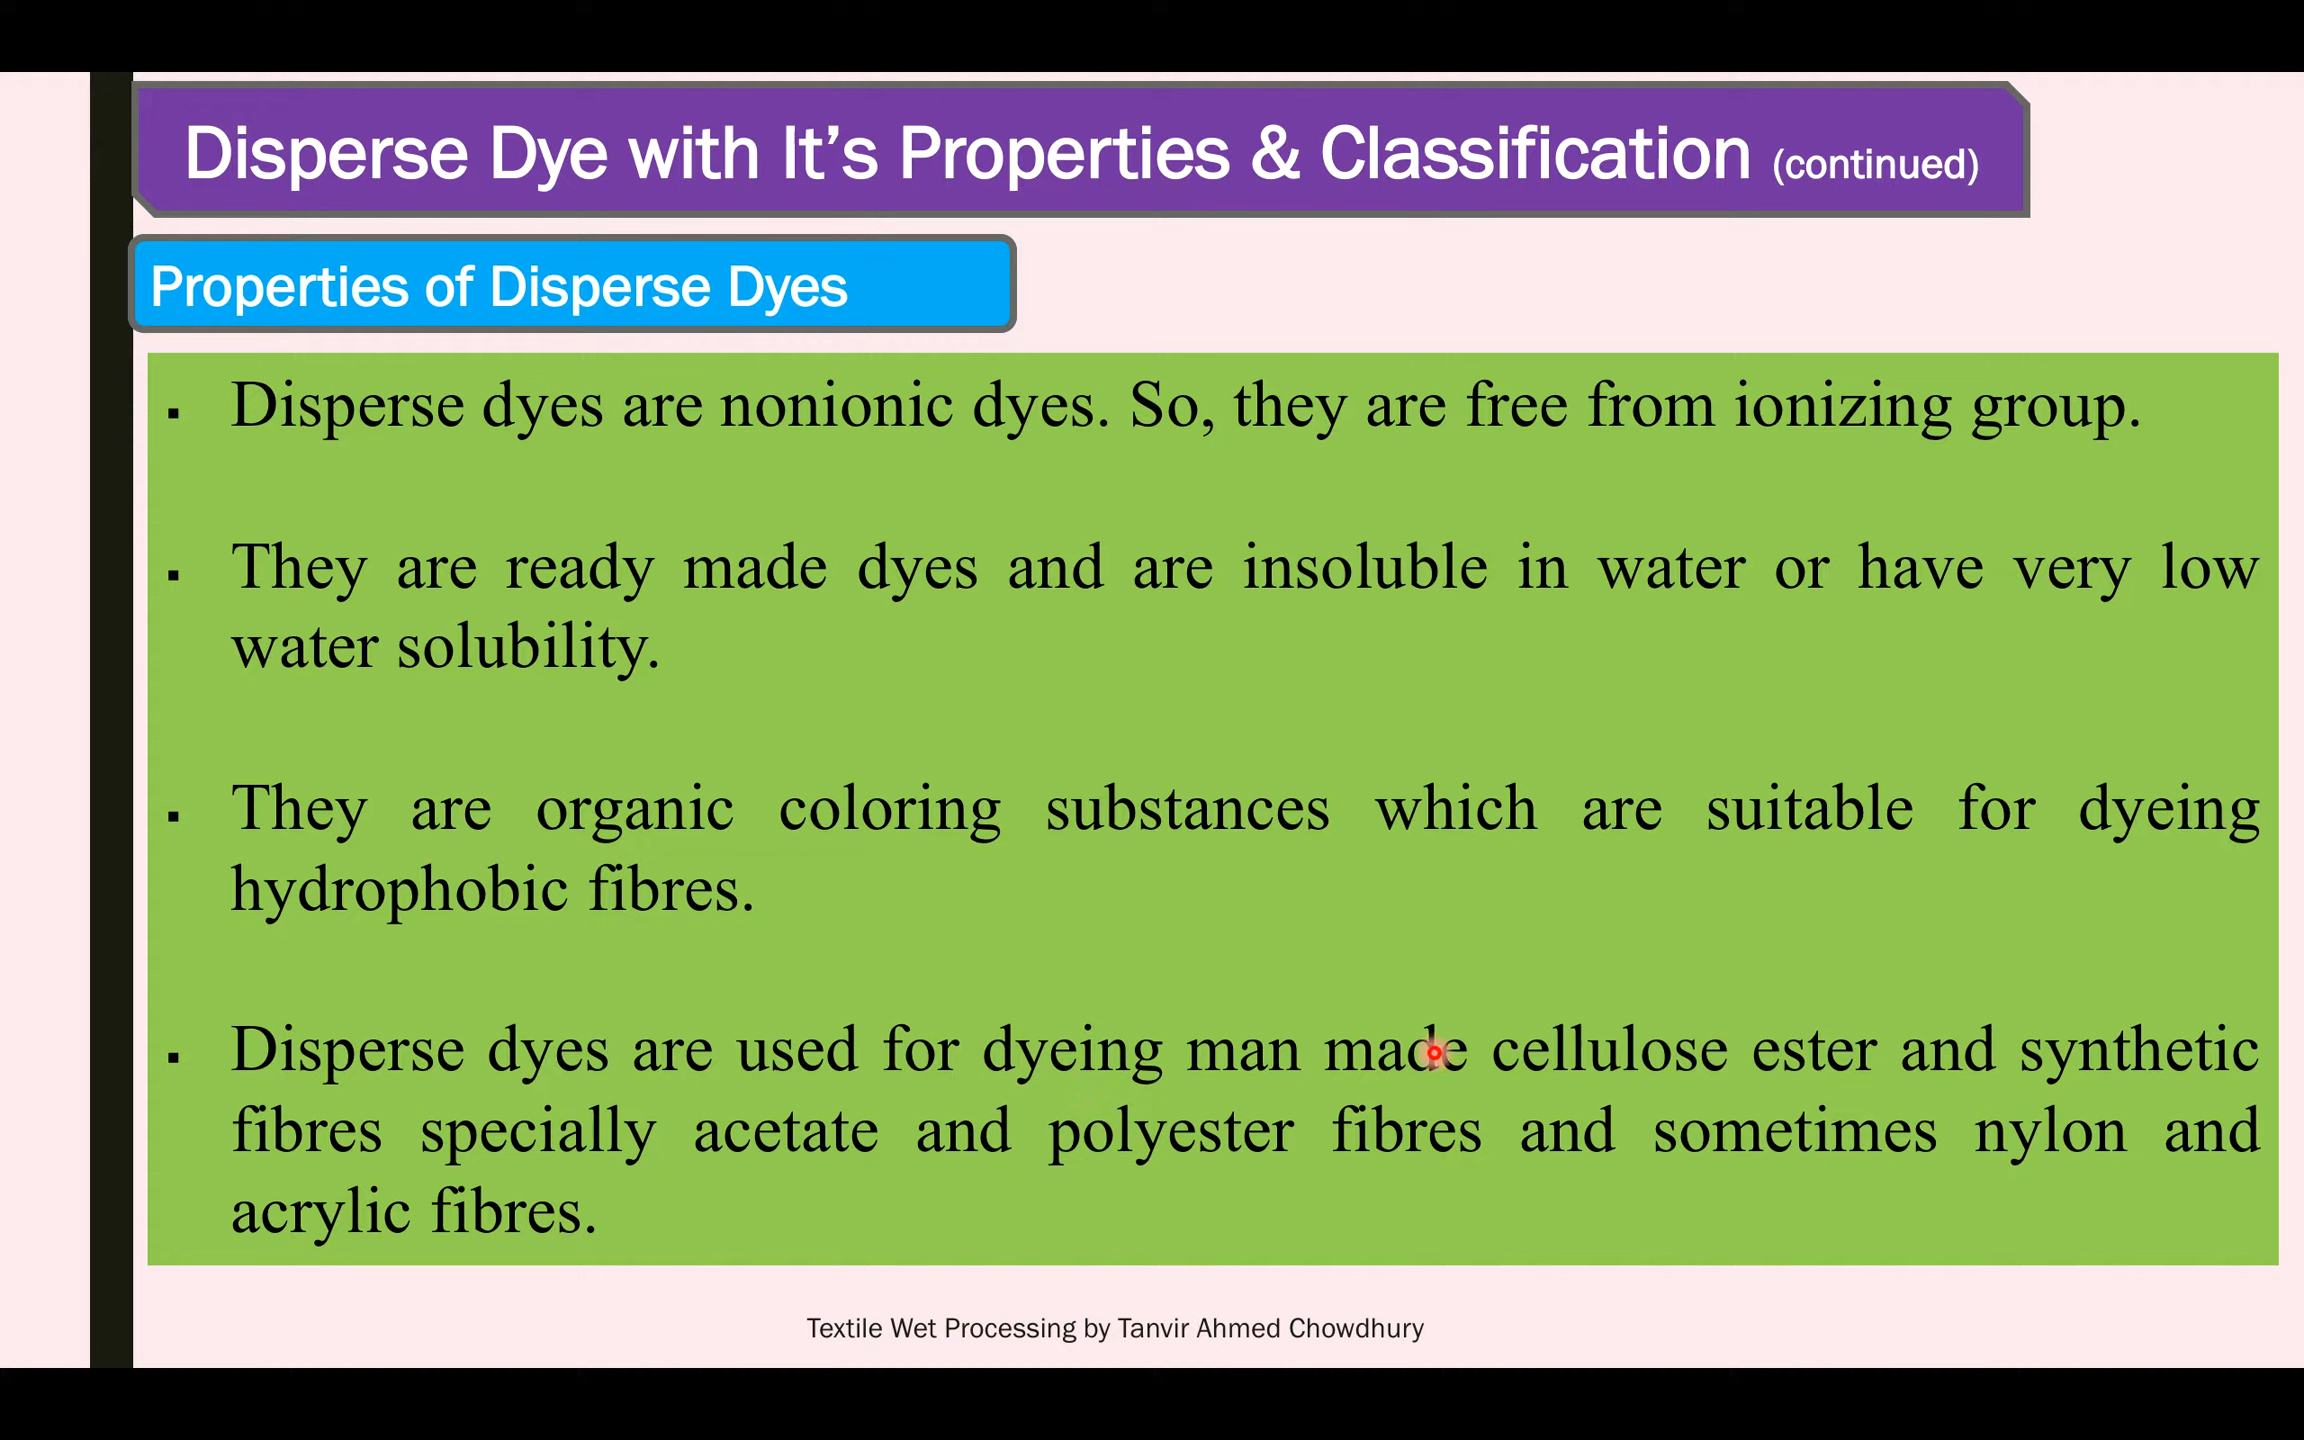 Disperse Dye with It’s Properties & Classification (continued)
Properties of Disperse Dyes
▪ Disperse dyes are nonionic dyes. So, they are free from ionizing group.
▪ They are ready made dyes and are insoluble in water or have very low
water solubility.
▪ They are organic coloring substances which are suitable for dyeing
hydrophobic fibres.
▪ Disperse dyes are used for dyeing man made cellulose ester and synthetic
fibres specially acetate and polyester fibres and sometimes nylon and
acrylic fibres.
Textile Wet Processing by Tanvir Ahmed Chowdhury